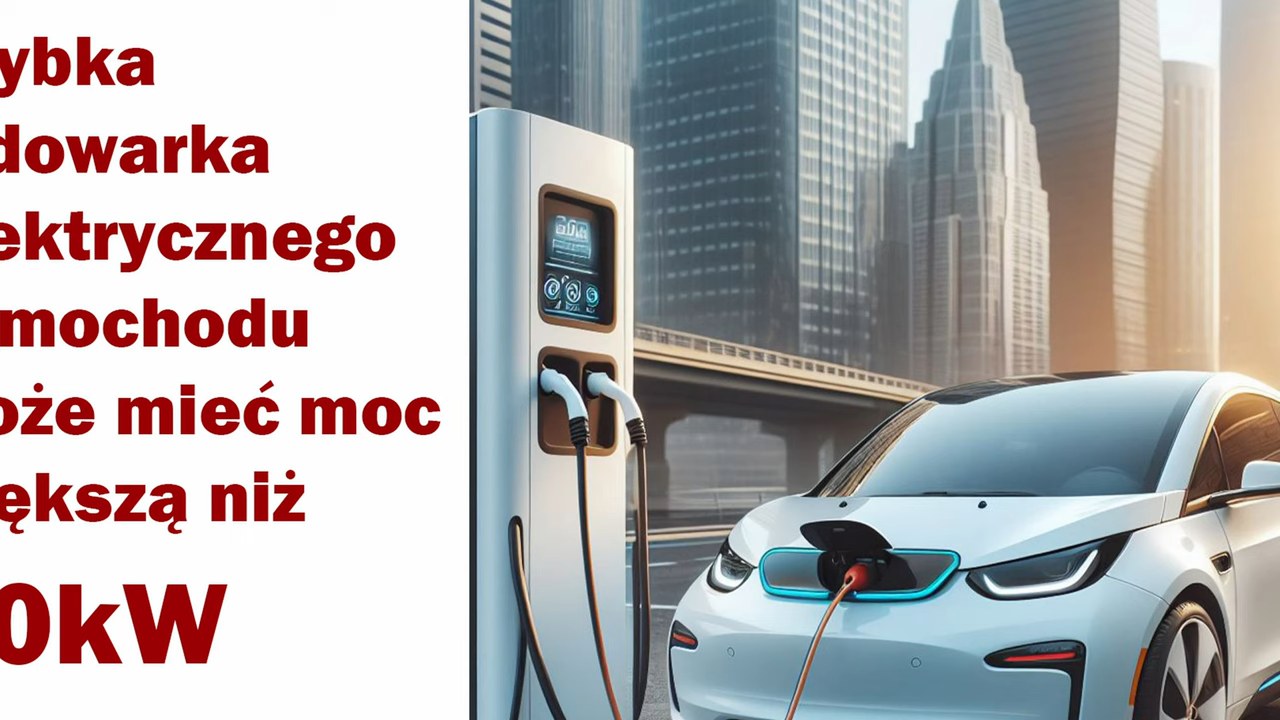 ybka
dowarka
ektrycznego
mochodu
oże mieć moc
ększą niż
0kW